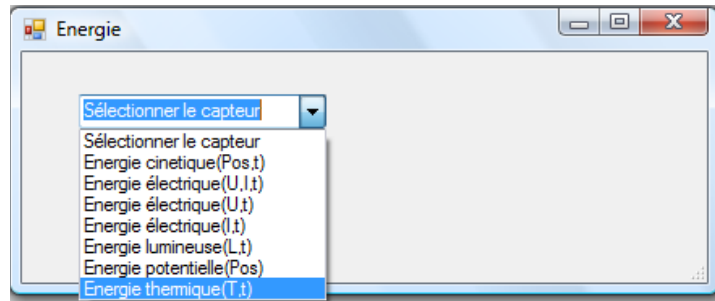 Energie
Sélectionner le capteur
Sélectionner le capteur
Energie cinetique(Pos,t)
Energie électrique(U,I,t)
Energie électrique(U,t)
Energie électrique(I,t)
Energie lumineuse(L,t)
Energie potentielle(Pos)
Energie thermique(T,t)